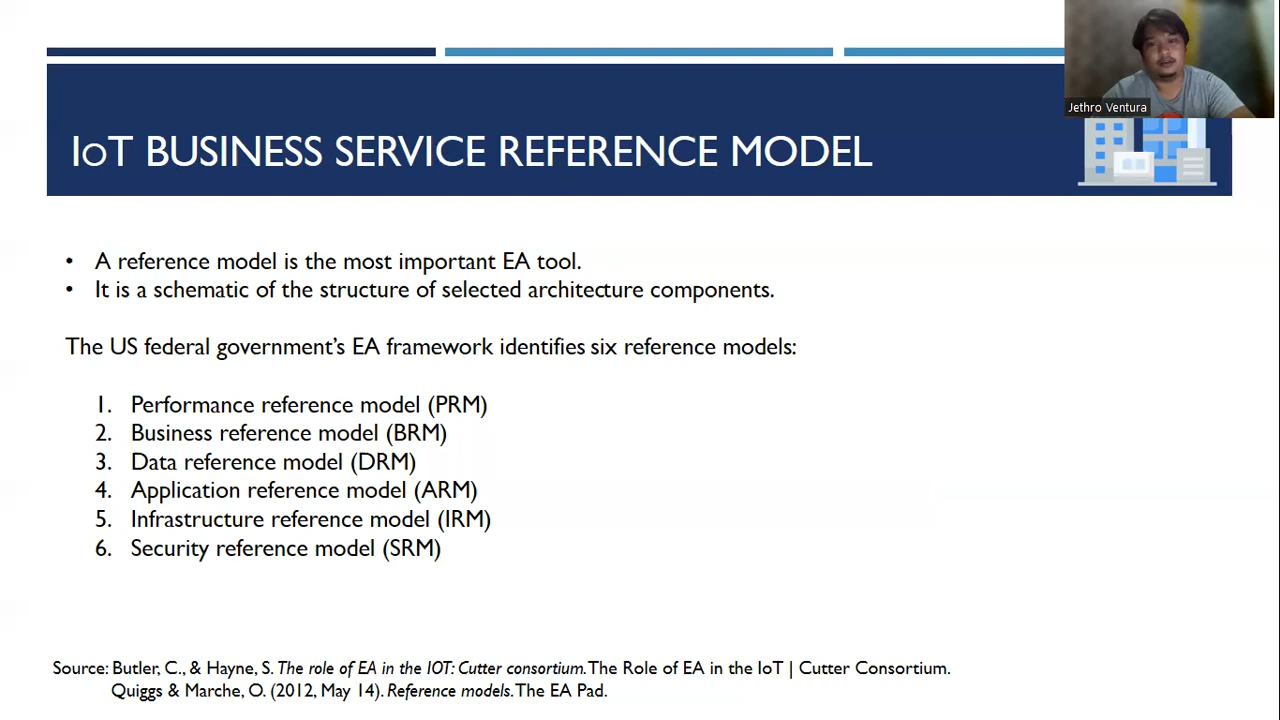 Jethro Ventura
IoT BUSINESS SERVICE REFERENCE MODEL
• A reference model is the most important EA tool.
• It is a schematic of the structure of selected architecture components.
The US federal government’s EA framework identifies six reference models:
1. Performance reference model (PRM)
2. Business reference model (BRM)
3. Data reference model (DRM)
4. Application reference model (ARM)
5. Infrastructure reference model (IRM)
6. Security reference model (SRM)
Source: Butler, C., & Hayne, S. The role of EA in the IOT: Cutter consortium. The Role of EA in the IoT | Cutter Consortium.
Quiggs & Marche, O. (2012, May 14). Reference models. The EA Pad.